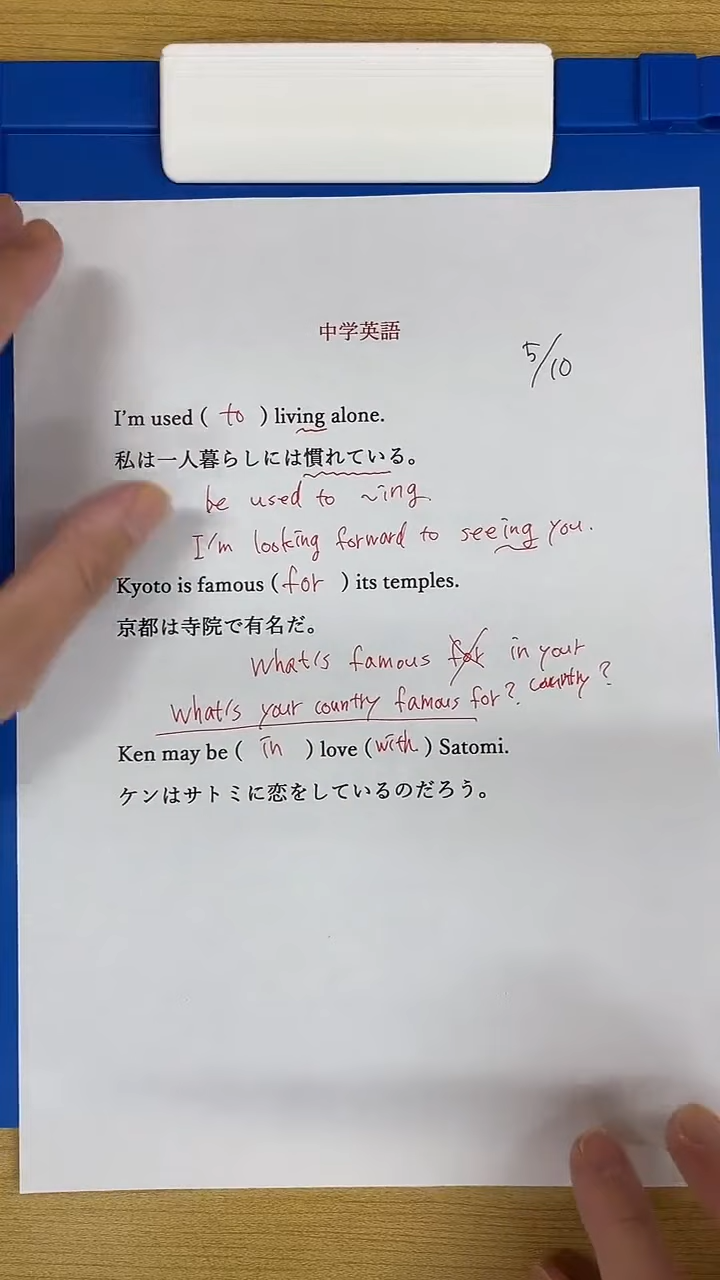 中学英語
5/10
I'm used ( to ) living alone.
私は一人暮らしには慣れている。
be used to ~ing
I'm looking forward to seeing you.
Kyoto is famous ( for ) its temples.
京都は寺院で有名だ。
What's famous for in your
country?
What's your country famous for?
Ken may be ( in ) love ( with ) Satomi.
ケンはサトミに恋をしているのだろう。